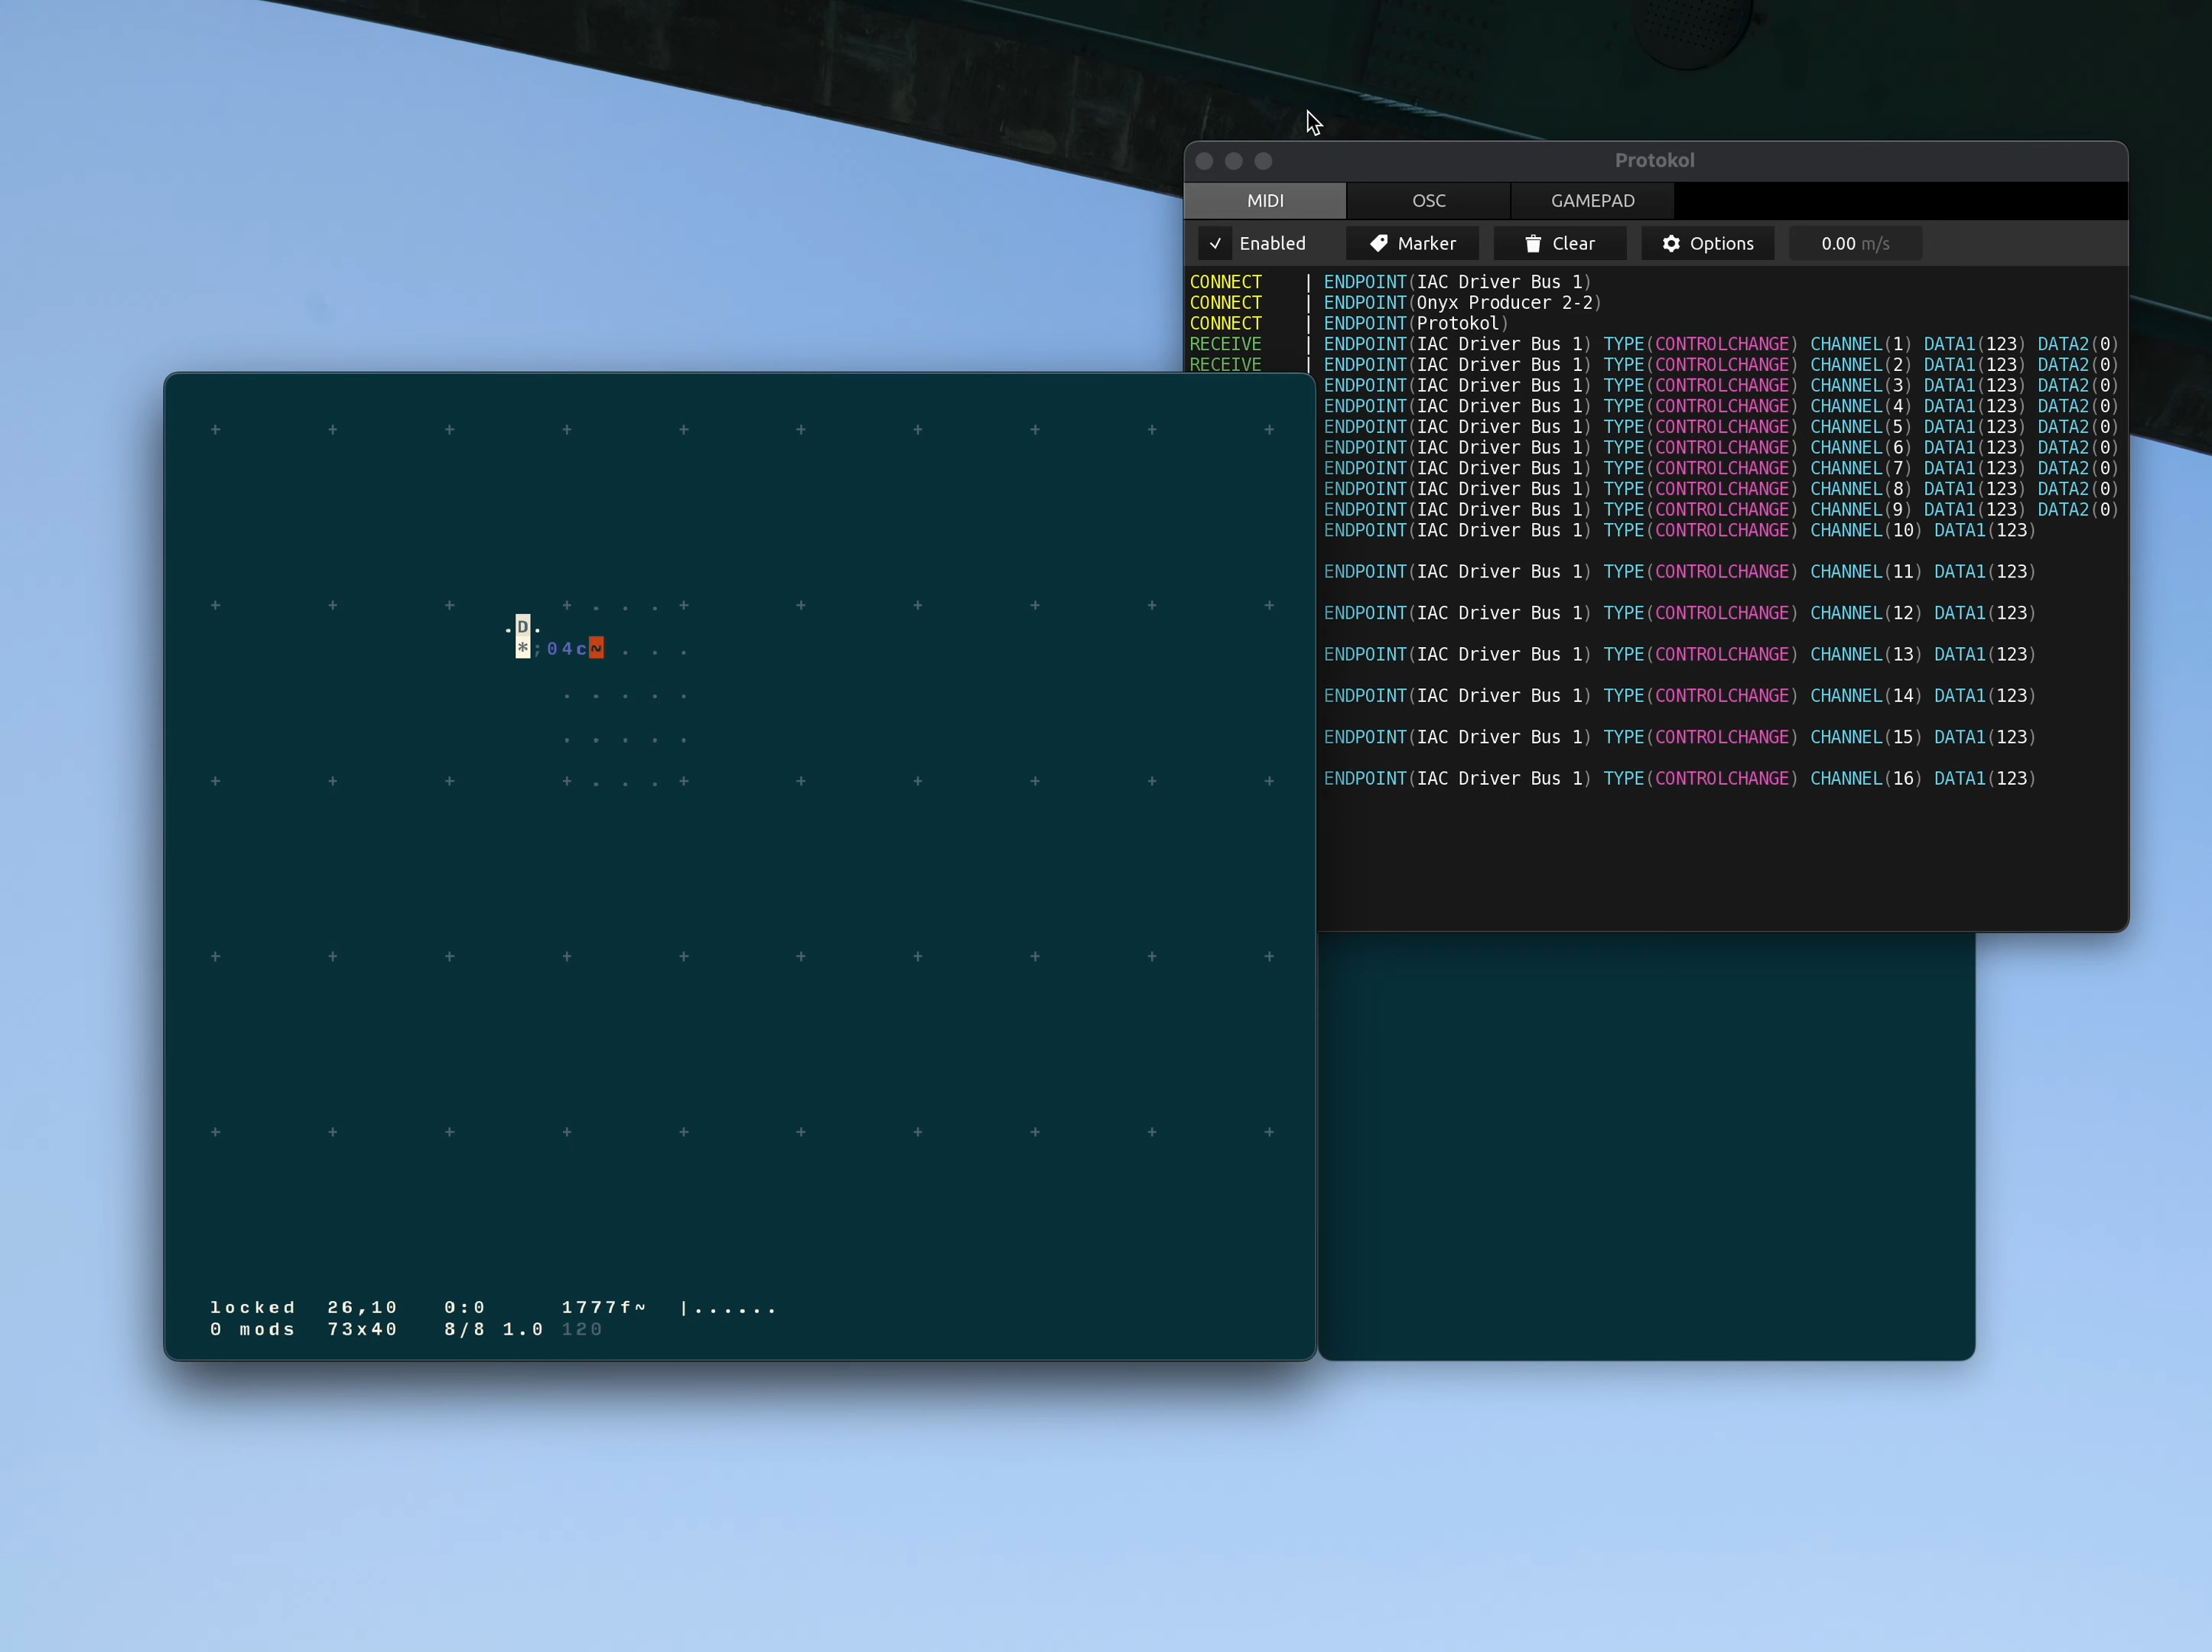 Protokol
MIDI OSC GAMEPAD
✓ Enabled Marker Clear Options 0.00 m/s
CONNECT | ENDPOINT(IAC Driver Bus 1)
CONNECT | ENDPOINT(Onyx Producer 2-2)
CONNECT | ENDPOINT(Protokol)
RECEIVE | ENDPOINT(IAC Driver Bus 1) TYPE(CONTROLCHANGE) CHANNEL(1) DATA1(123) DATA2(0)
RECEIVE | ENDPOINT(IAC Driver Bus 1) TYPE(CONTROLCHANGE) CHANNEL(2) DATA1(123) DATA2(0)
ENDPOINT(IAC Driver Bus 1) TYPE(CONTROLCHANGE) CHANNEL(3) DATA1(123) DATA2(0)
ENDPOINT(IAC Driver Bus 1) TYPE(CONTROLCHANGE) CHANNEL(4) DATA1(123) DATA2(0)
ENDPOINT(IAC Driver Bus 1) TYPE(CONTROLCHANGE) CHANNEL(5) DATA1(123) DATA2(0)
ENDPOINT(IAC Driver Bus 1) TYPE(CONTROLCHANGE) CHANNEL(6) DATA1(123) DATA2(0)
ENDPOINT(IAC Driver Bus 1) TYPE(CONTROLCHANGE) CHANNEL(7) DATA1(123) DATA2(0)
ENDPOINT(IAC Driver Bus 1) TYPE(CONTROLCHANGE) CHANNEL(8) DATA1(123) DATA2(0)
ENDPOINT(IAC Driver Bus 1) TYPE(CONTROLCHANGE) CHANNEL(9) DATA1(123) DATA2(0)
ENDPOINT(IAC Driver Bus 1) TYPE(CONTROLCHANGE) CHANNEL(10) DATA1(123)
ENDPOINT(IAC Driver Bus 1) TYPE(CONTROLCHANGE) CHANNEL(11) DATA1(123)
ENDPOINT(IAC Driver Bus 1) TYPE(CONTROLCHANGE) CHANNEL(12) DATA1(123)
ENDPOINT(IAC Driver Bus 1) TYPE(CONTROLCHANGE) CHANNEL(13) DATA1(123)
ENDPOINT(IAC Driver Bus 1) TYPE(CONTROLCHANGE) CHANNEL(14) DATA1(123)
ENDPOINT(IAC Driver Bus 1) TYPE(CONTROLCHANGE) CHANNEL(15) DATA1(123)
ENDPOINT(IAC Driver Bus 1) TYPE(CONTROLCHANGE) CHANNEL(16) DATA1(123)
.D.
*;04c~
locked 26,10 0:0 1777f~ |......
0 mods 73x40 8/8 1.0 120